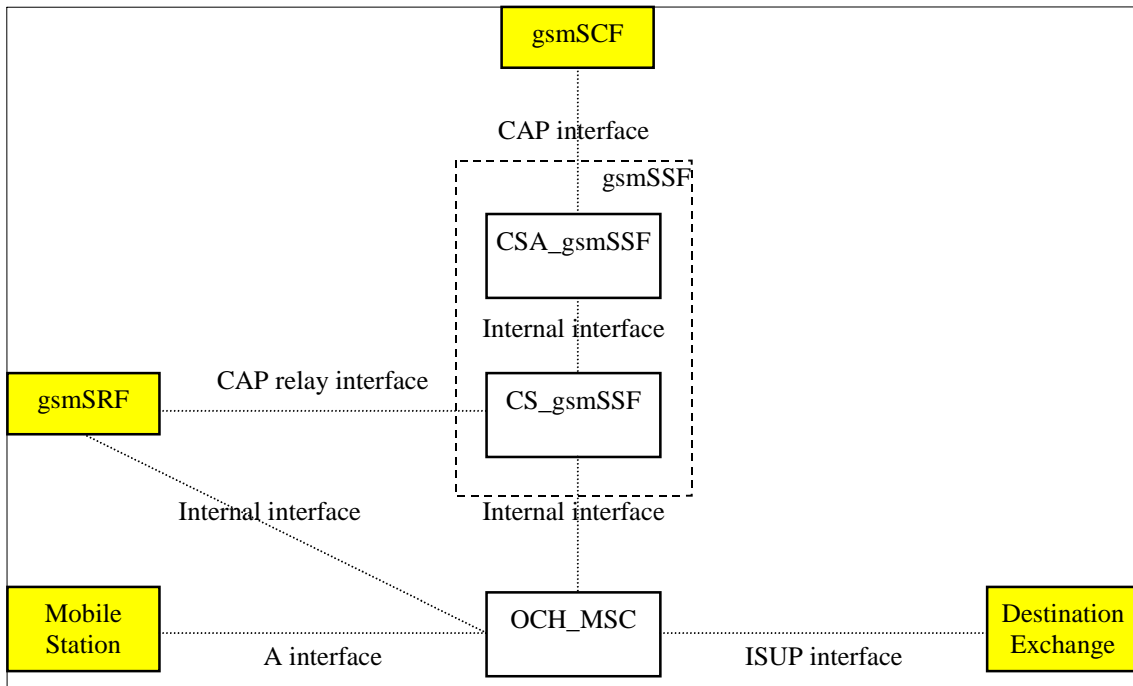 gsmSCF
CAP interface
gsmSSF
CSA_gsmSSF
Internal interface
CAP relay interface
gsmSRF
CS_gsmSSF
Internal interface
Internal interface
Mobile
Station
OCH_MSC
Destination
Exchange
A interface
ISUP interface